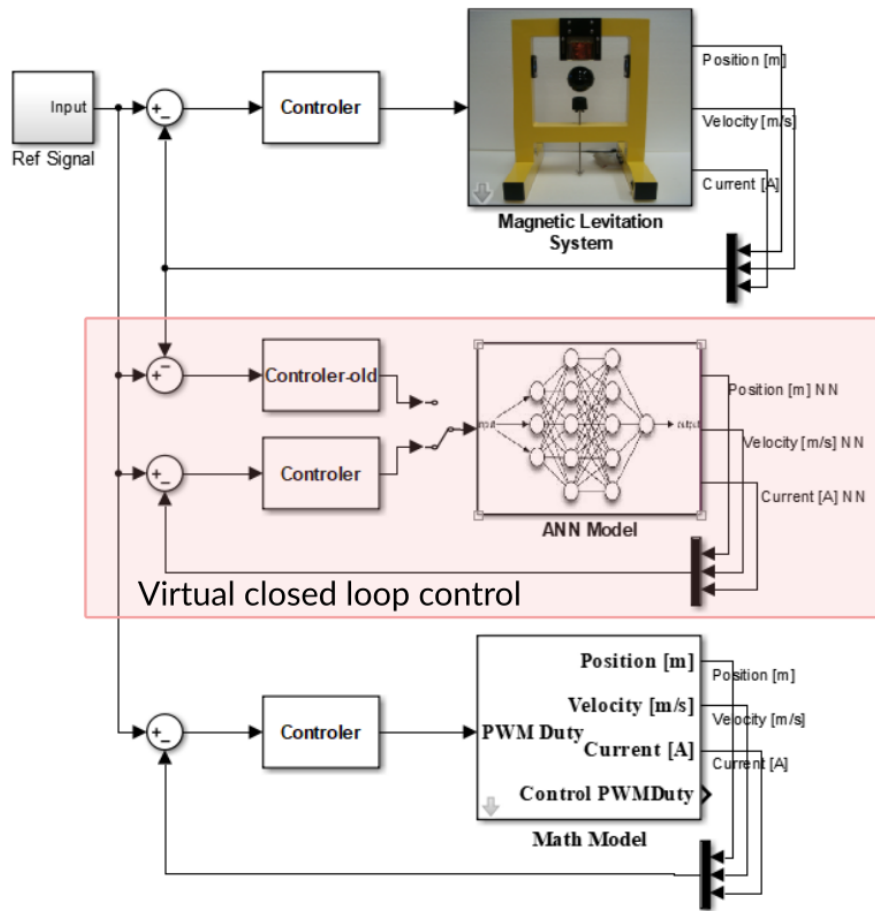 Input
Ref Signal
Controler
Position [m]
Velocity [m/s]
Current [A]
Magnetic Levitation
System
Controler-old
Controler
input
output
Position [m] NN
Velocity [m/s] NN
Current [A] NN
ANN Model
Virtual closed loop control
Controler
PWM Duty
Position [m]
Velocity [m/s]
Current [A]
Control PWMDuty
Position [m]
Velocity [m/s]
Current [A]
Math Model